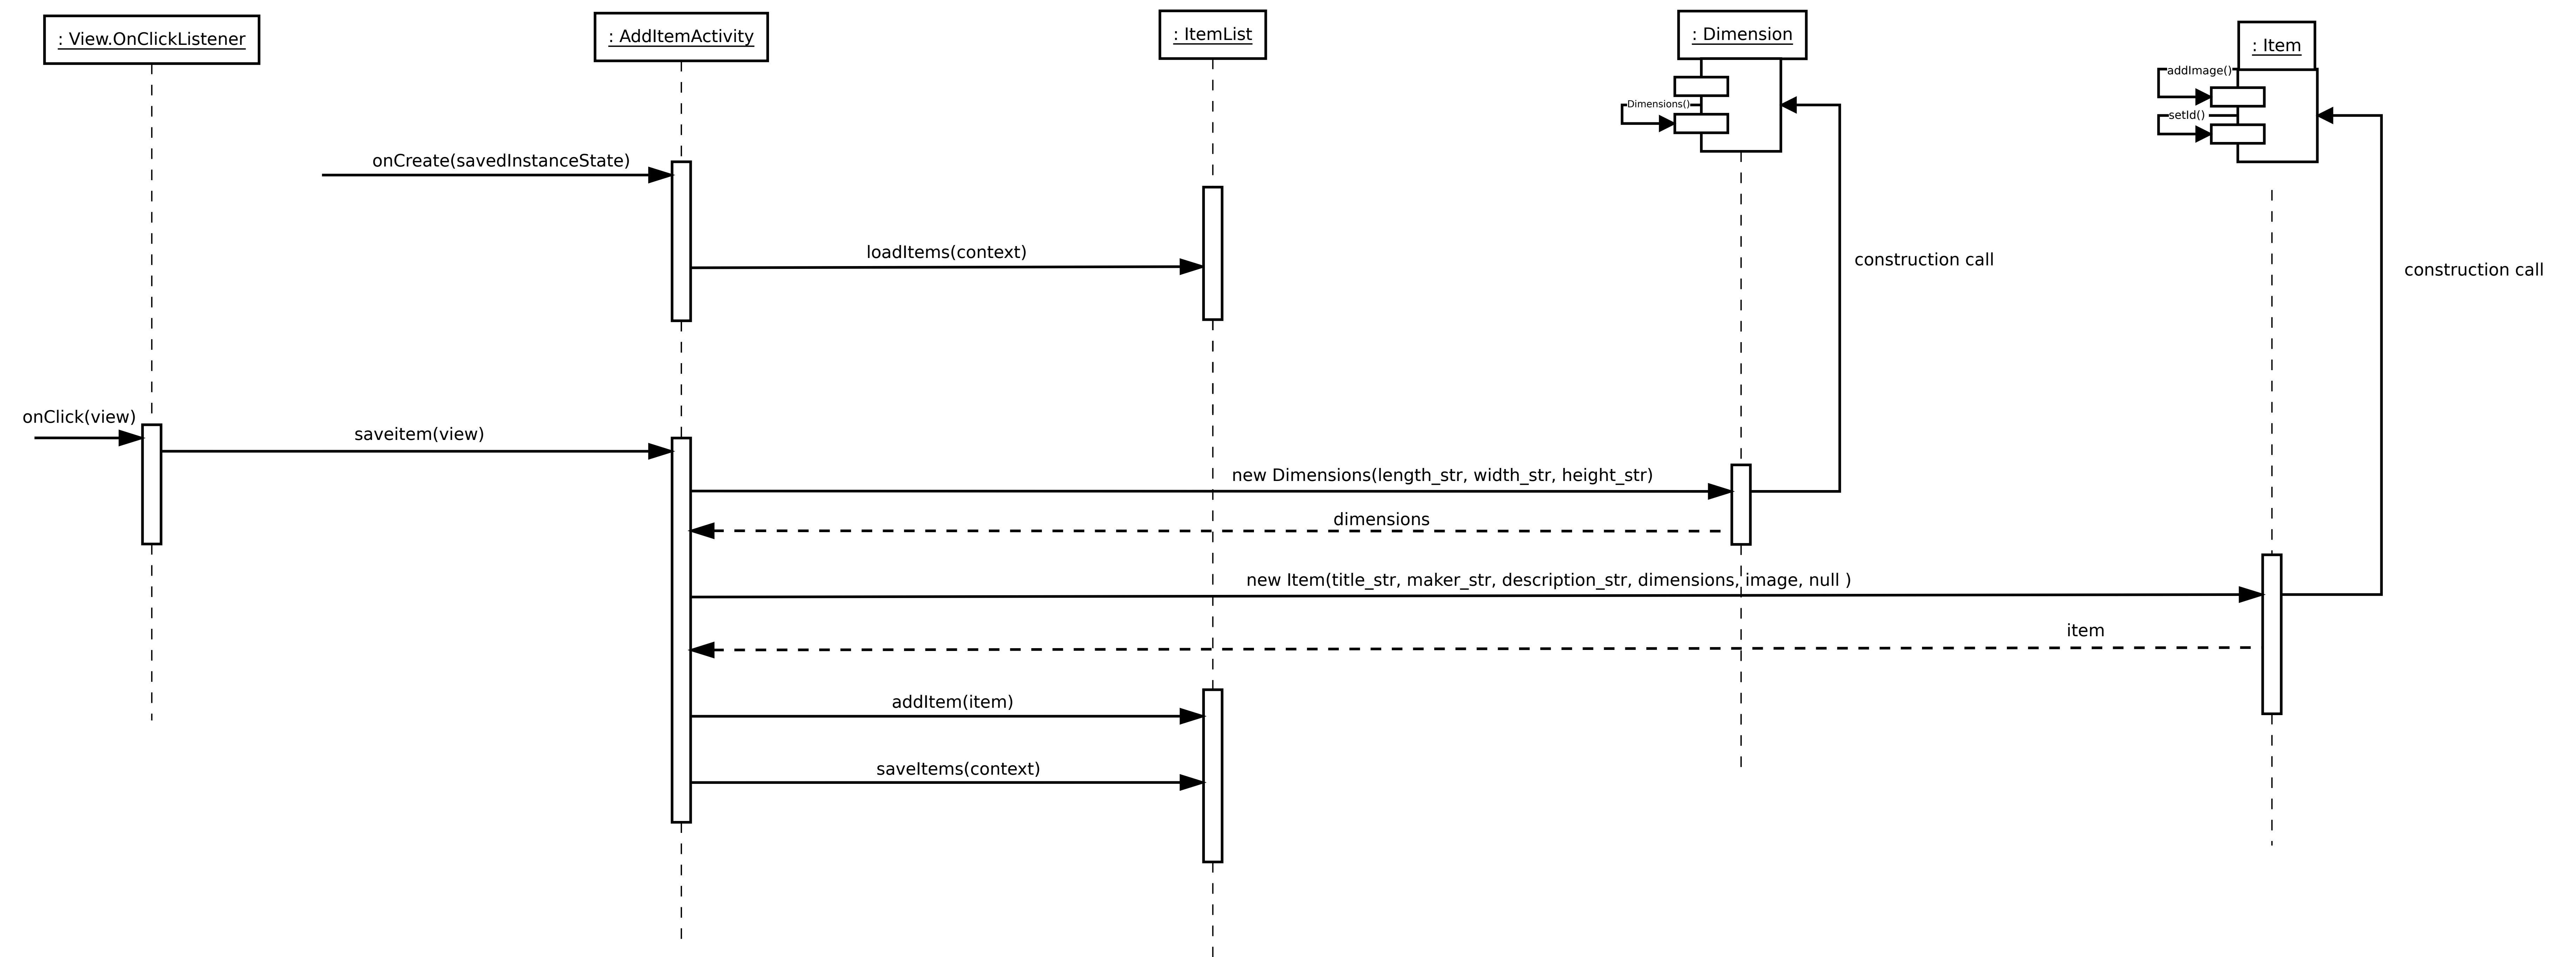 : View.OnClickListener
: AddItemActivity
: ItemList
: Dimension
: Item
addImage()
Dimensions()
setId()
onCreate(savedInstanceState)
loadItems(context)
construction call
construction call
onClick(view)
saveitem(view)
new Dimensions(length_str, width_str, height_str)
dimensions
new Item(title_str, maker_str, description_str, dimensions, image, null )
item
addItem(item)
saveItems(context)